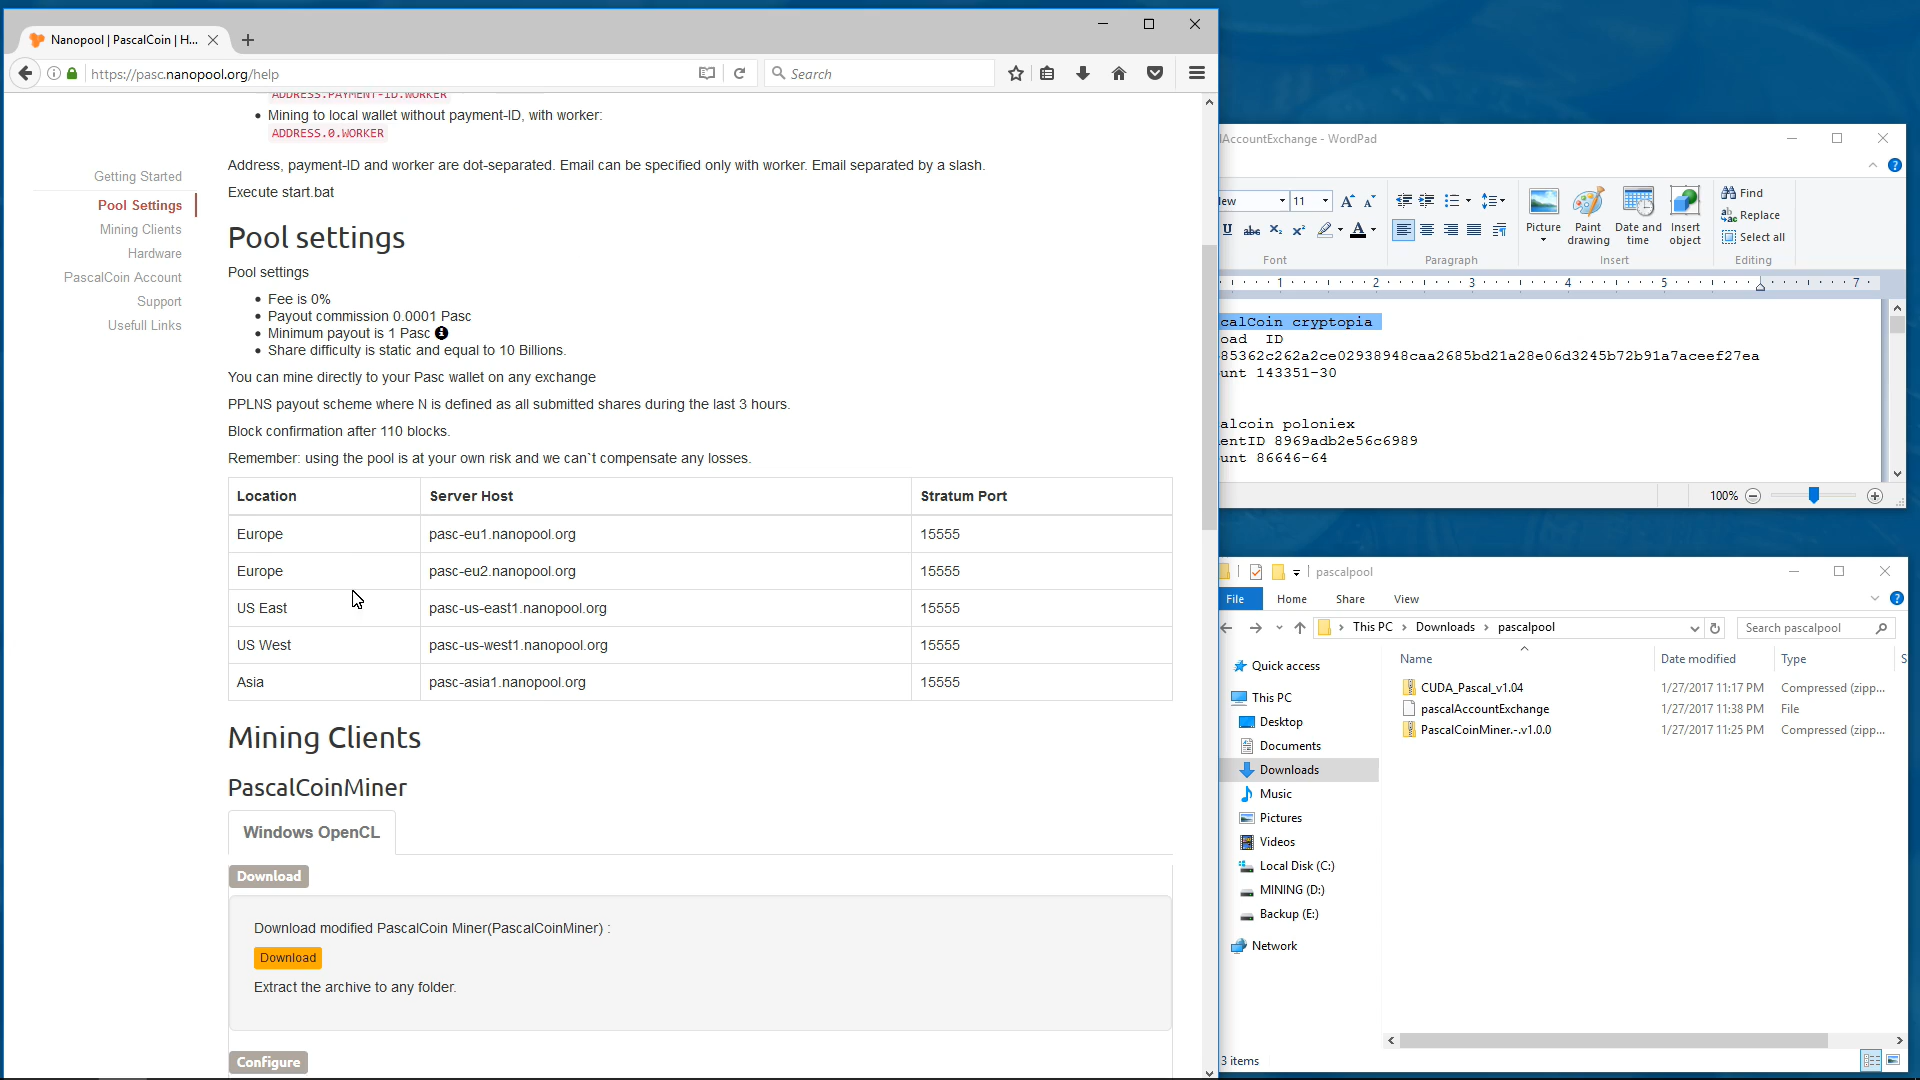 Nanopool | PascalCoin | H...
https://pasc.nanopool.org/help
Search
ADDRESS.PAYMENT-ID.WORKER
Mining to local wallet without payment-ID, with worker:
ADDRESS.0.WORKER
Address, payment-ID and worker are dot-separated. Email can be specified only with worker. Email separated by a slash.
Execute start.bat
Getting Started
Pool Settings
Mining Clients
Hardware
PascalCoin Account
Support
Usefull Links
Pool settings
Pool settings
Fee is 0%
Payout commission 0.0001 Pasc
Minimum payout is 1 Pasc
Share difficulty is static and equal to 10 Billions.
You can mine directly to your Pasc wallet on any exchange
PPLNS payout scheme where N is defined as all submitted shares during the last 3 hours.
Block confirmation after 110 blocks.
Remember: using the pool is at your own risk and we can`t compensate any losses.
Location Server Host Stratum Port
Europe pasc-eu1.nanopool.org 15555
Europe pasc-eu2.nanopool.org 15555
US East pasc-us-east1.nanopool.org 15555
US West pasc-us-west1.nanopool.org 15555
Asia pasc-asia1.nanopool.org 15555
Mining Clients
PascalCoinMiner
Windows OpenCL
Download
Download modified PascalCoin Miner(PascalCoinMiner) :
Download
Extract the archive to any folder.
Configure
lAccountExchange - WordPad
ew 11
Find
Replace
Select all
Picture
Paint drawing
Date and time
Insert object
Font Paragraph Insert Editing
1 2 3 4 5 7
calCoin cryptopia
oad ID
85362c262a2ce02938948caa2685bd21a28e06d3245b72b91a7aceef27ea
unt 143351-30
alcoin poloniex
entID 8969adb2e56c6989
unt 86646-64
100%
pascalpool
File Home Share View
This PC Downloads pascalpool
Search pascalpool
Name Date modified Type S
CUDA_Pascal_v1.04 1/27/2017 11:17 PM Compressed (zipp...
pascalAccountExchange 1/27/2017 11:38 PM File
PascalCoinMiner.-.v1.0.0 1/27/2017 11:25 PM Compressed (zipp...
Quick access
This PC
Desktop
Documents
Downloads
Music
Pictures
Videos
Local Disk (C:)
MINING (D:)
Backup (E:)
Network
3 items